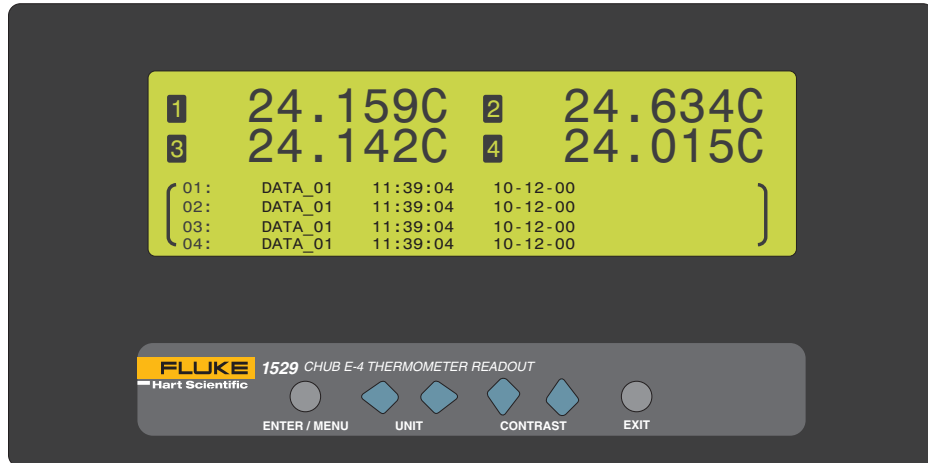 1 24.159C 2 24.634C
3 24.142C 4 24.015C
01: DATA_01 11:39:04 10-12-00
02: DATA_01 11:39:04 10-12-00
03: DATA_01 11:39:04 10-12-00
04: DATA_01 11:39:04 10-12-00
FLUKE 1529 CHUB E-4 THERMOMETER READOUT
Hart Scientific
ENTER / MENU UNIT CONTRAST EXIT